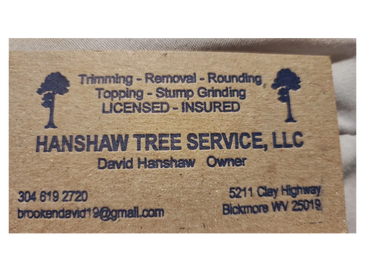 Trimming - Removal - Rounding
Topping - Stump Grinding
LICENSED - INSURED
HANSHAW TREE SERVICE, LLC
David Hanshaw Owner
304 619 2720
brookendavid19@gmail.com
5211 Clay Highway
Bickmore WV 25019